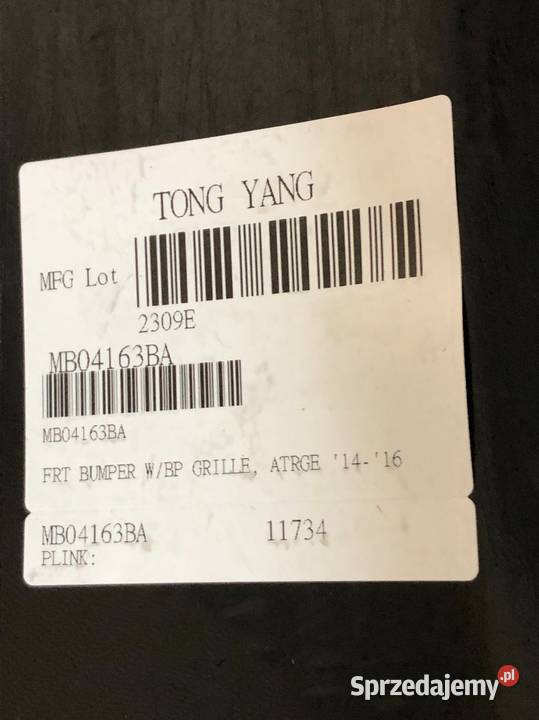 TONG YANG
MFG Lot
2309E
MB04163BA
MB04163BA
FRT BUMPER W/BP GRILLE, ATRGE '14-'16
MB04163BA 11734
PLINK:
Sprzedajemy.pl